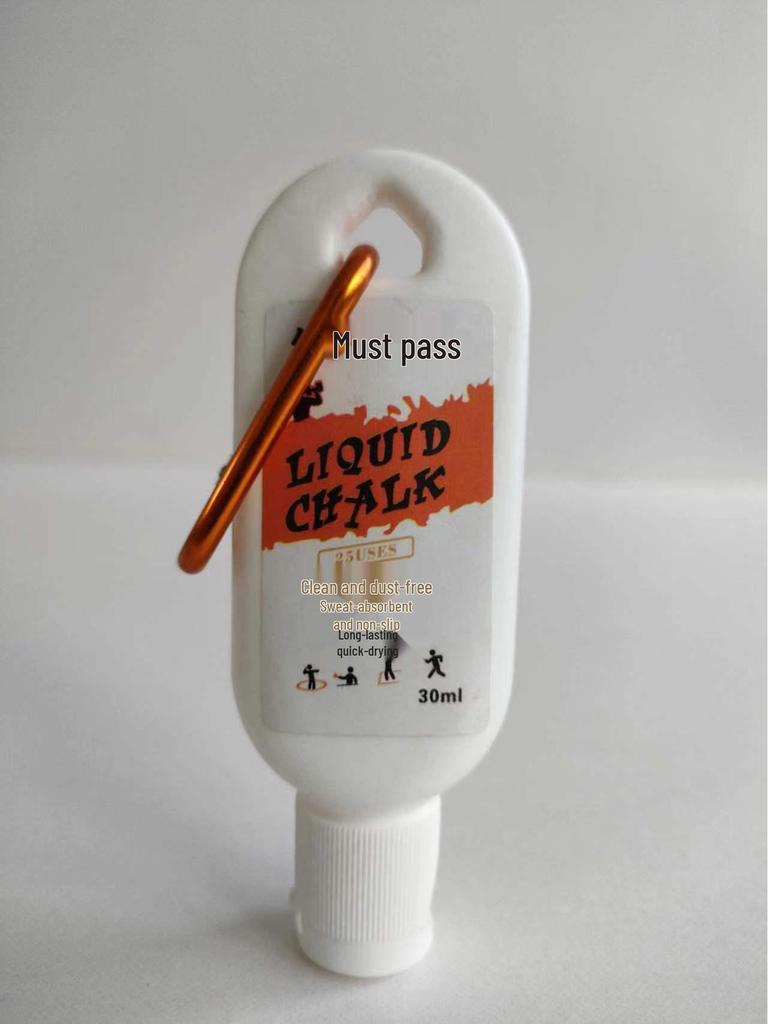 Must pass
LIQUID
CHALK
25USES
Clean and dust-free
Sweat-absorbent
and non-slip
Long-lasting
quick-drying
30ml